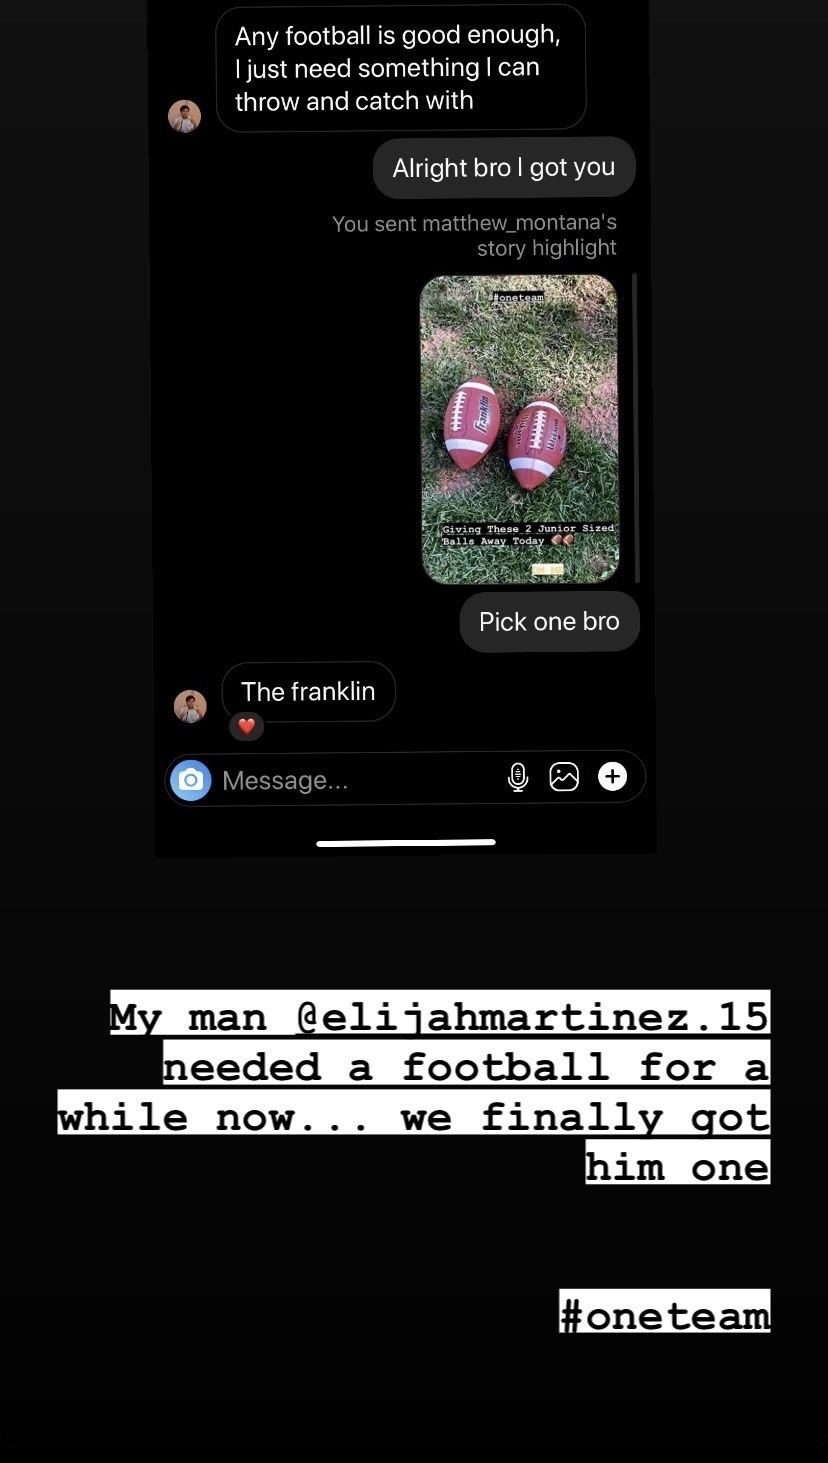 Any football is good enough,
I just need something I can
throw and catch with
Alright bro I got you
You sent matthew_montana's
story highlight
#oneteam
Franklin
Wilson
Giving These 2 Junior Sized
Balls Away Today 🏈🏈
DM ME
Pick one bro
The franklin
❤️
Message...
My man @elijahmartinez.15
needed a football for a
while now... we finally got
him one
#oneteam